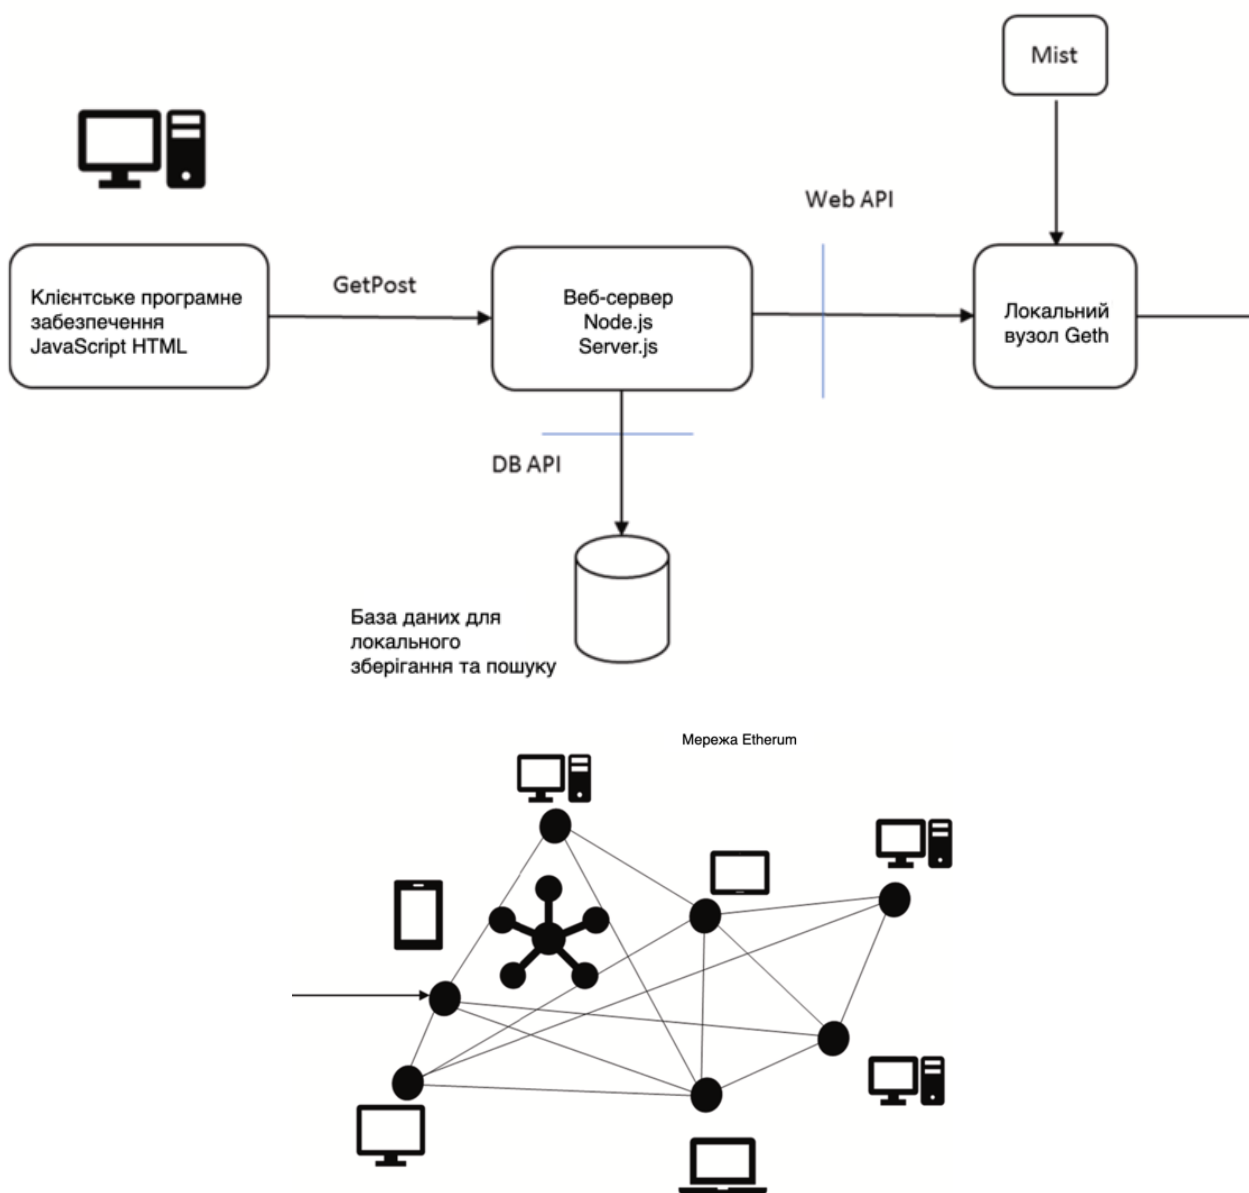 Mist
Web API
GetPost
Клієнтське програмне
забезпечення
JavaScript HTML
Веб-сервер
Node.js
Server.js
Локальний
вузол Geth
DB API
База даних для
локального
зберігання та пошуку
Мережа Etherum